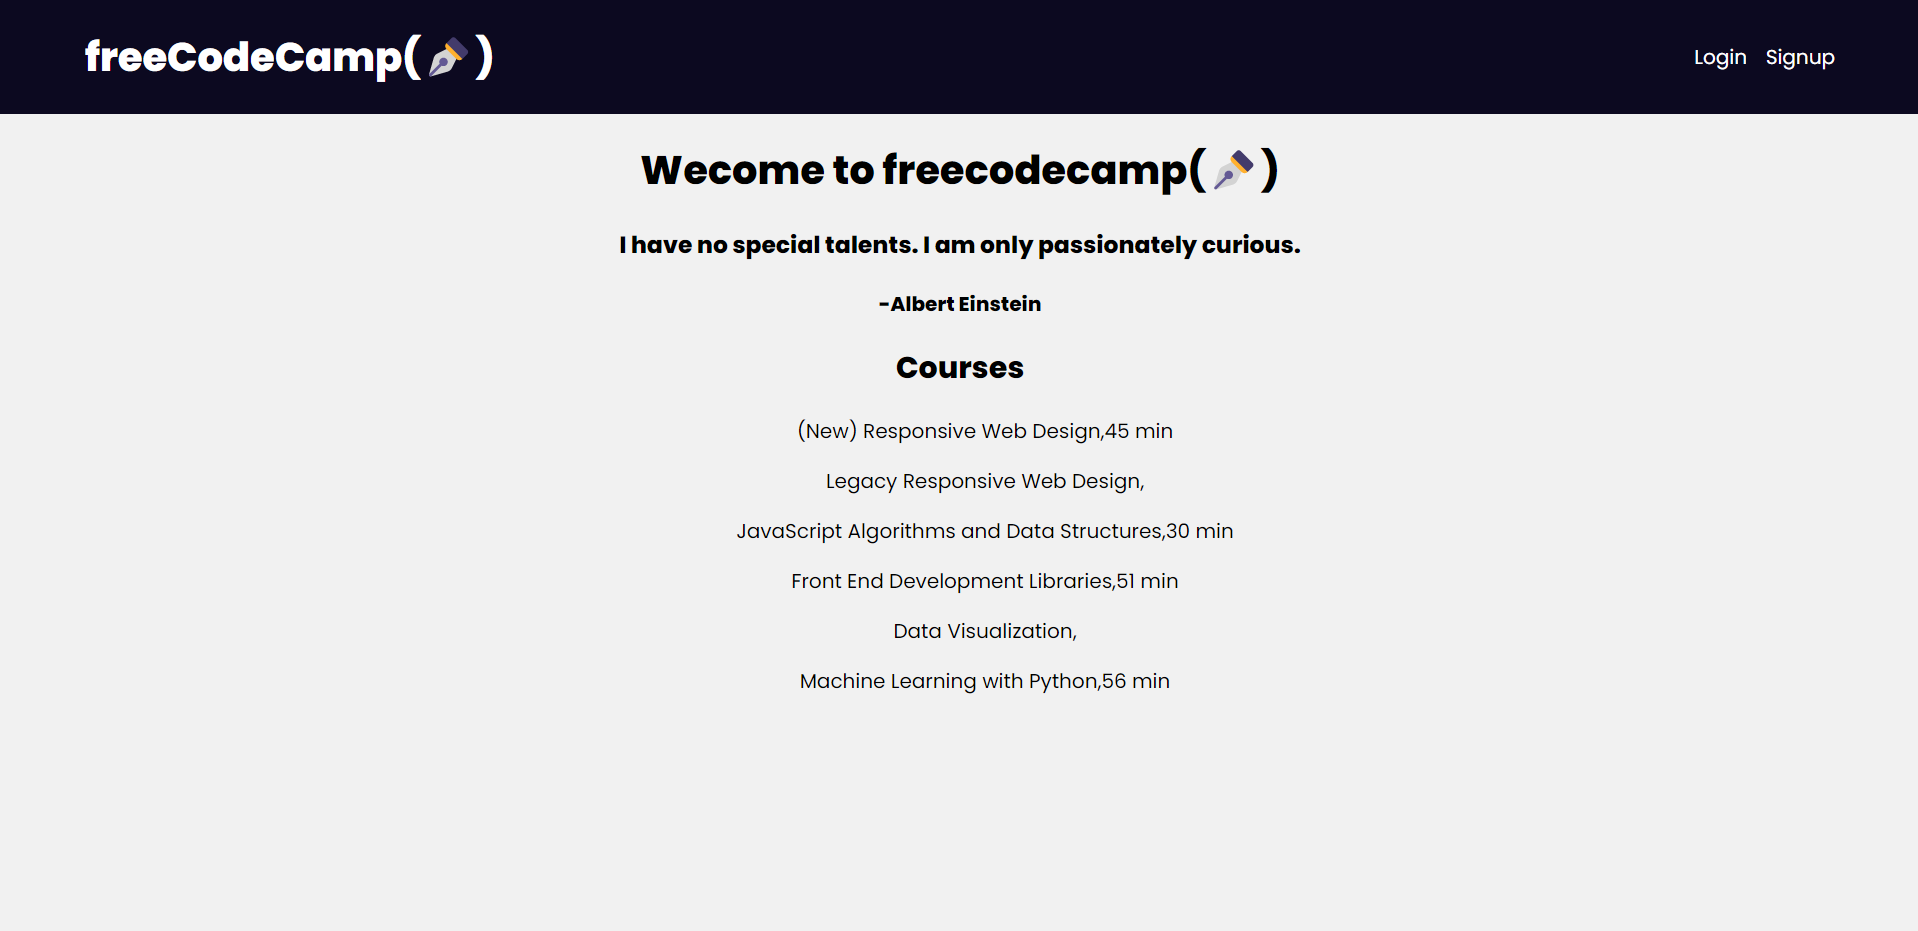 freeCodeCamp(🖋️)
Login Signup
Wecome to freecodecamp(🖋️)
I have no special talents. I am only passionately curious.
-Albert Einstein
Courses
(New) Responsive Web Design,45 min
Legacy Responsive Web Design,
JavaScript Algorithms and Data Structures,30 min
Front End Development Libraries,51 min
Data Visualization,
Machine Learning with Python,56 min